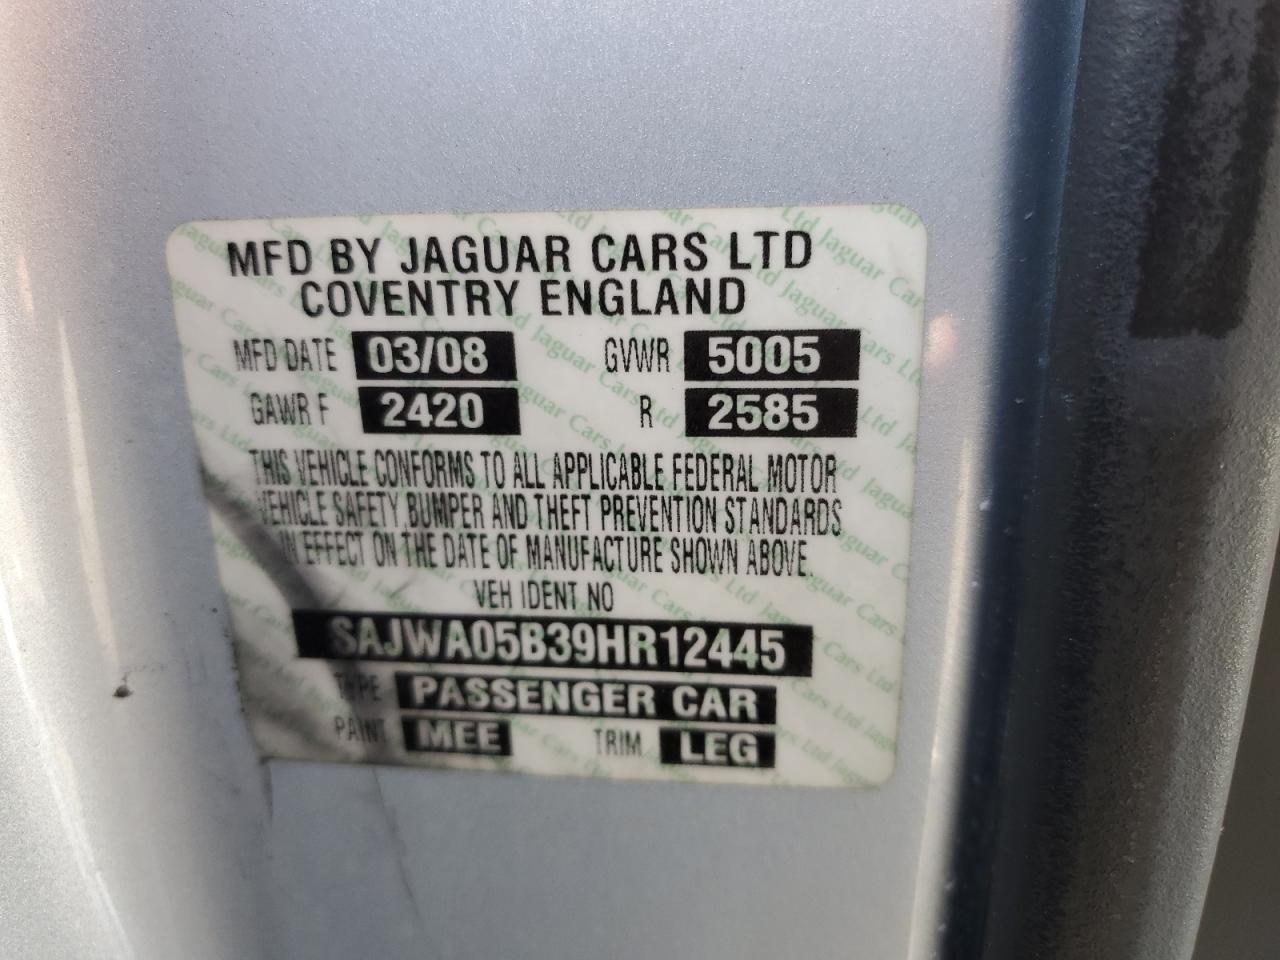 MFD BY JAGUAR CARS LTD
COVENTRY ENGLAND
MFD DATE 03/08 GVWR 5005
GAWR F 2420 R 2585
THIS VEHICLE CONFORMS TO ALL APPLICABLE FEDERAL MOTOR
VEHICLE SAFETY, BUMPER AND THEFT PREVENTION STANDARDS
IN EFFECT ON THE DATE OF MANUFACTURE SHOWN ABOVE.
VEH IDENT NO
SAJWA05B39HR12445
TYPE PASSENGER CAR
PAINT MEE TRIM LEG